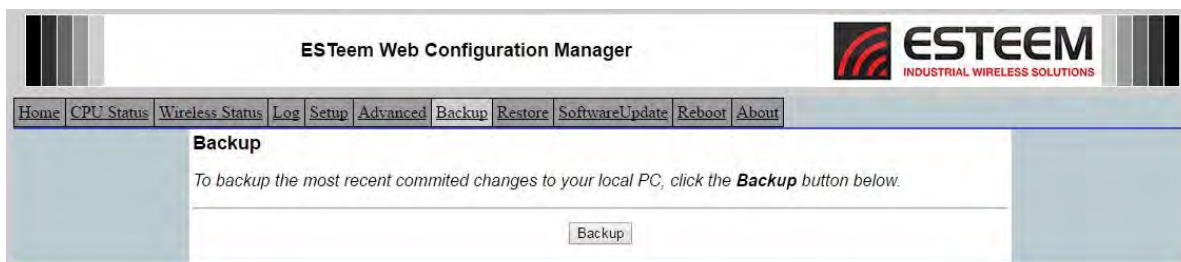 ESTeem Web Configuration Manager
ESTEEM
INDUSTRIAL WIRELESS SOLUTIONS
Home CPU Status Wireless Status Log Setup Advanced Backup Restore SoftwareUpdate Reboot About
Backup
To backup the most recent commited changes to your local PC, click the Backup button below.
Backup